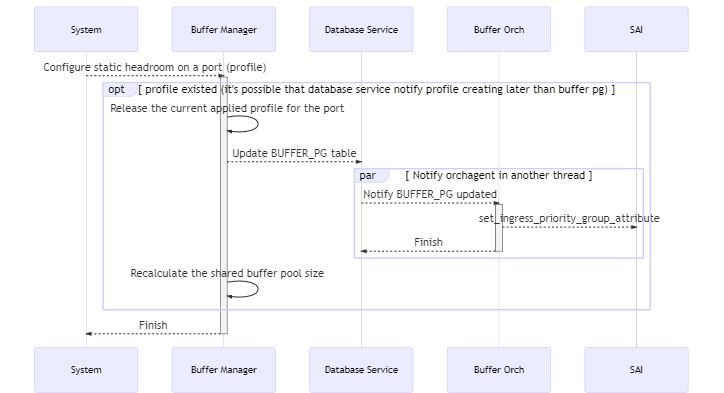 System
Buffer Manager
Database Service
Buffer Orch
SAI
Configure static headroom on a port (profile)
opt
[ profile existed (it's possible that database service notify profile creating later than buffer pg) ]
Release the current applied profile for the port
Update BUFFER_PG table
par
[ Notify orchagent in another thread ]
Notify BUFFER_PG updated
set_ingress_priority_group_attribute
Finish
Recalculate the shared buffer pool size
Finish
System
Buffer Manager
Database Service
Buffer Orch
SAI